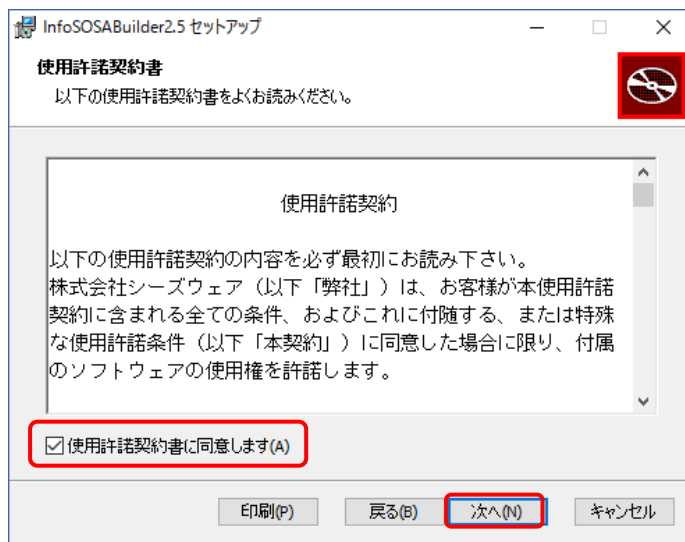 InfoSOSABuilder2.5 セットアップ
使用許諾契約書
以下の使用許諾契約書をよくお読みください。
使用許諾契約
以下の使用許諾契約の内容を必ず最初にお読み下さい。
株式会社シーズウェア（以下「弊社」）は、お客様が本使用許諾
契約に含まれる全ての条件、およびこれに付随する、または特殊
な使用許諾条件（以下「本契約」）に同意した場合に限り、付属
のソフトウェアの使用権を許諾します。
使用許諾契約書に同意します(A)
印刷(P) 戻る(B) 次へ(N) キャンセル